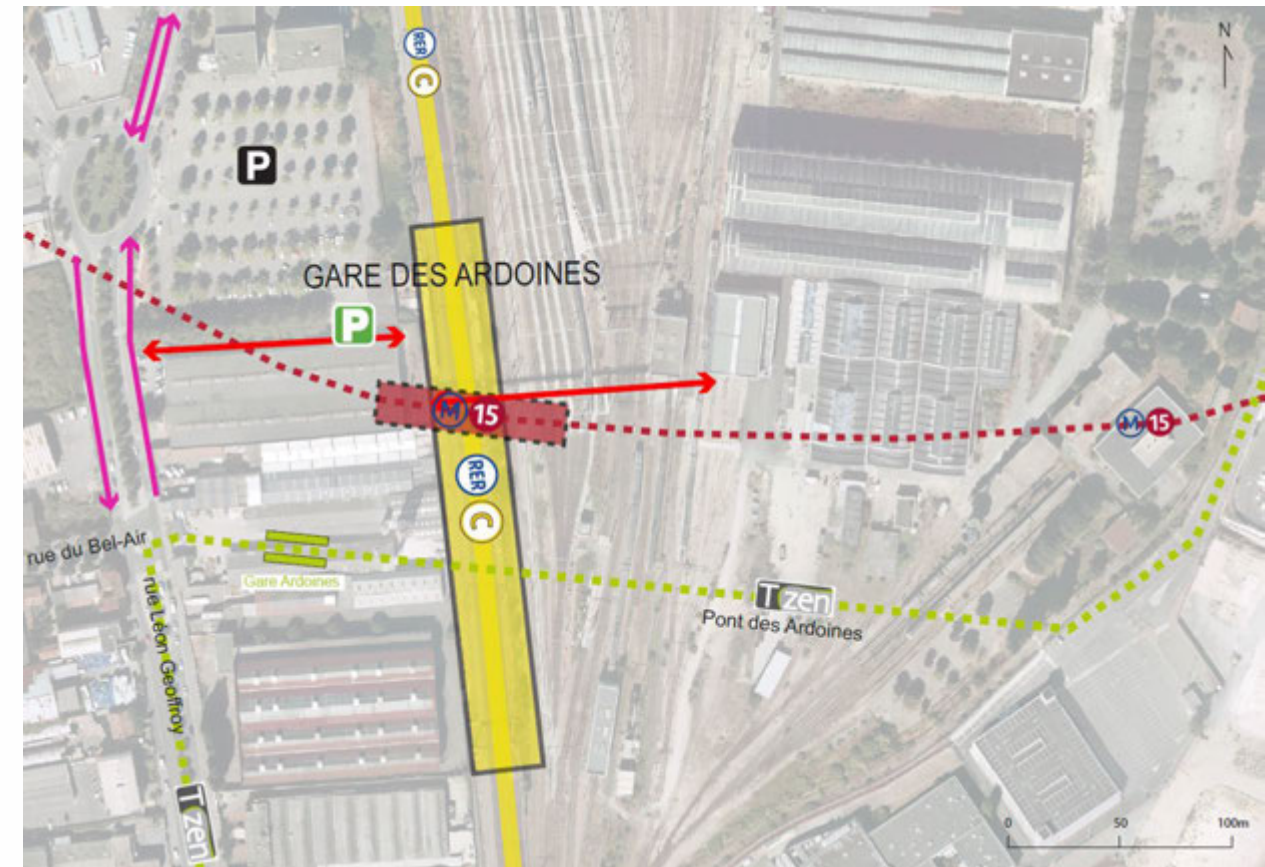 RER
C
N
P
GARE DES ARDOINES
P
M 15
M 15
RER
C
rue du Bel-Air
Gare Ardoines
T zen
Pont des Ardoines
rue Léon Geoffroy
T zen
0 50 100m